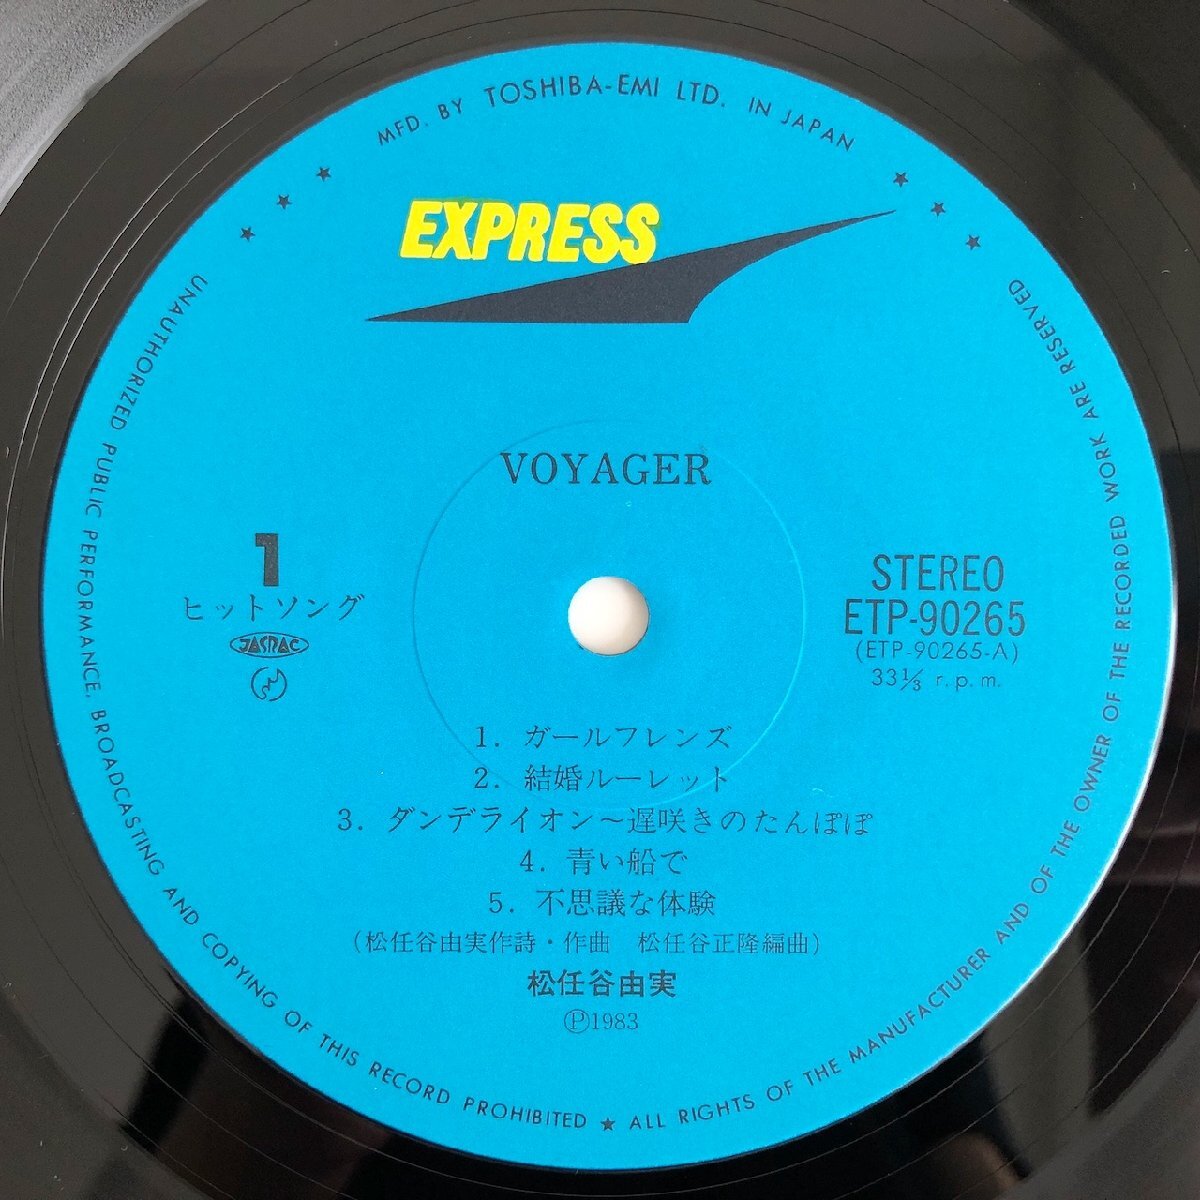 MFD. BY TOSHIBA-EMI LTD. IN JAPAN
EXPRESS
VOYAGER
1
ヒットソング
JASRAC
STEREO
ETP-90265
(ETP-90265-A)
33⅓ r.p.m.
1. ガールフレンズ
2. 結婚ルーレット
3. ダンデライオン〜遅咲きのたんぽぽ
4. 青い船で
5. 不思議な体験
(松任谷由実作詩・作曲 松任谷正隆編曲)
松任谷由実
Ⓟ1983
UNAUTHORIZED PUBLIC PERFORMANCE, BROADCASTING AND COPYING OF THIS RECORD PROHIBITED ★ ALL RIGHTS OF THE MANUFACTURER AND OF THE OWNER OF THE RECORDED WORK ARE RESERVED